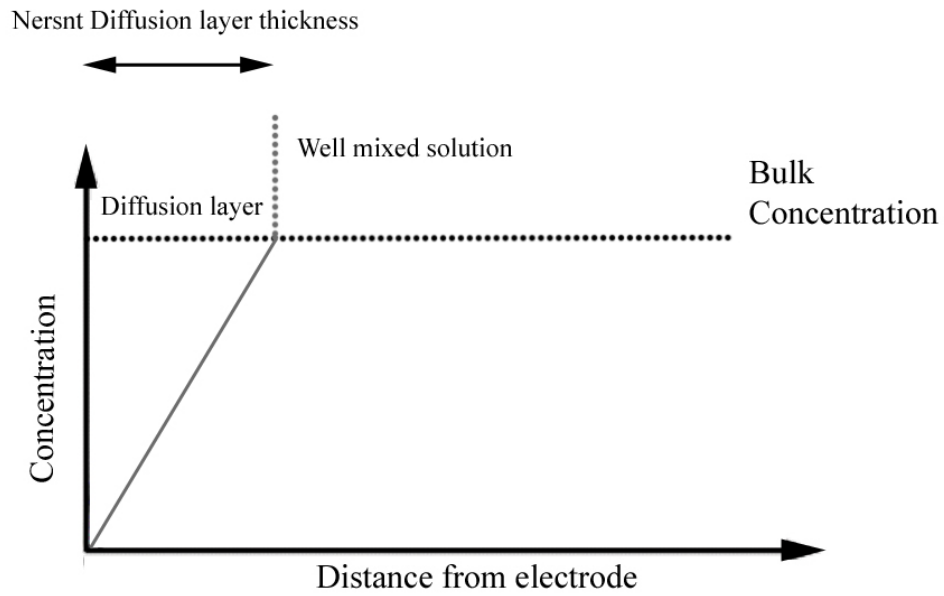 Nersnt Diffusion layer thickness
Well mixed solution
Diffusion layer
Bulk
Concentration
Concentration
Distance from electrode